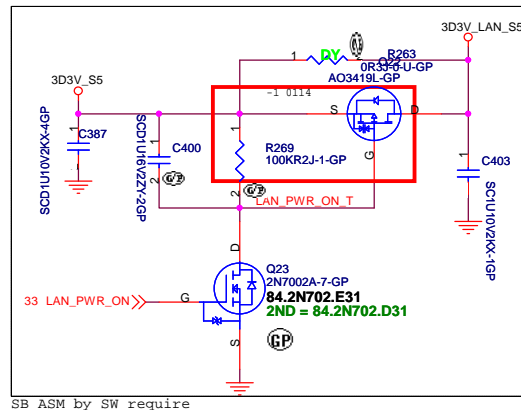 3D3V_LAN_S5
R263
1
DY
0R3J-0-U-GP
AO3419L-GP
3D3V_S5
-1 0114
S
D
G
1
C387
SCD1U10V2KX-4GP
1
C400
2
SCD1U16V2ZY-2GP
G/P
1
R269
100KR2J-1-GP
2
G/P
LAN_PWR_ON_T
1
C403
SC1U10V2KX-1GP
D
Q23
2N7002A-7-GP
84.2N702.E31
2ND = 84.2N702.D31
33 LAN_PWR_ON
G
S
GP
SB ASM by SW require